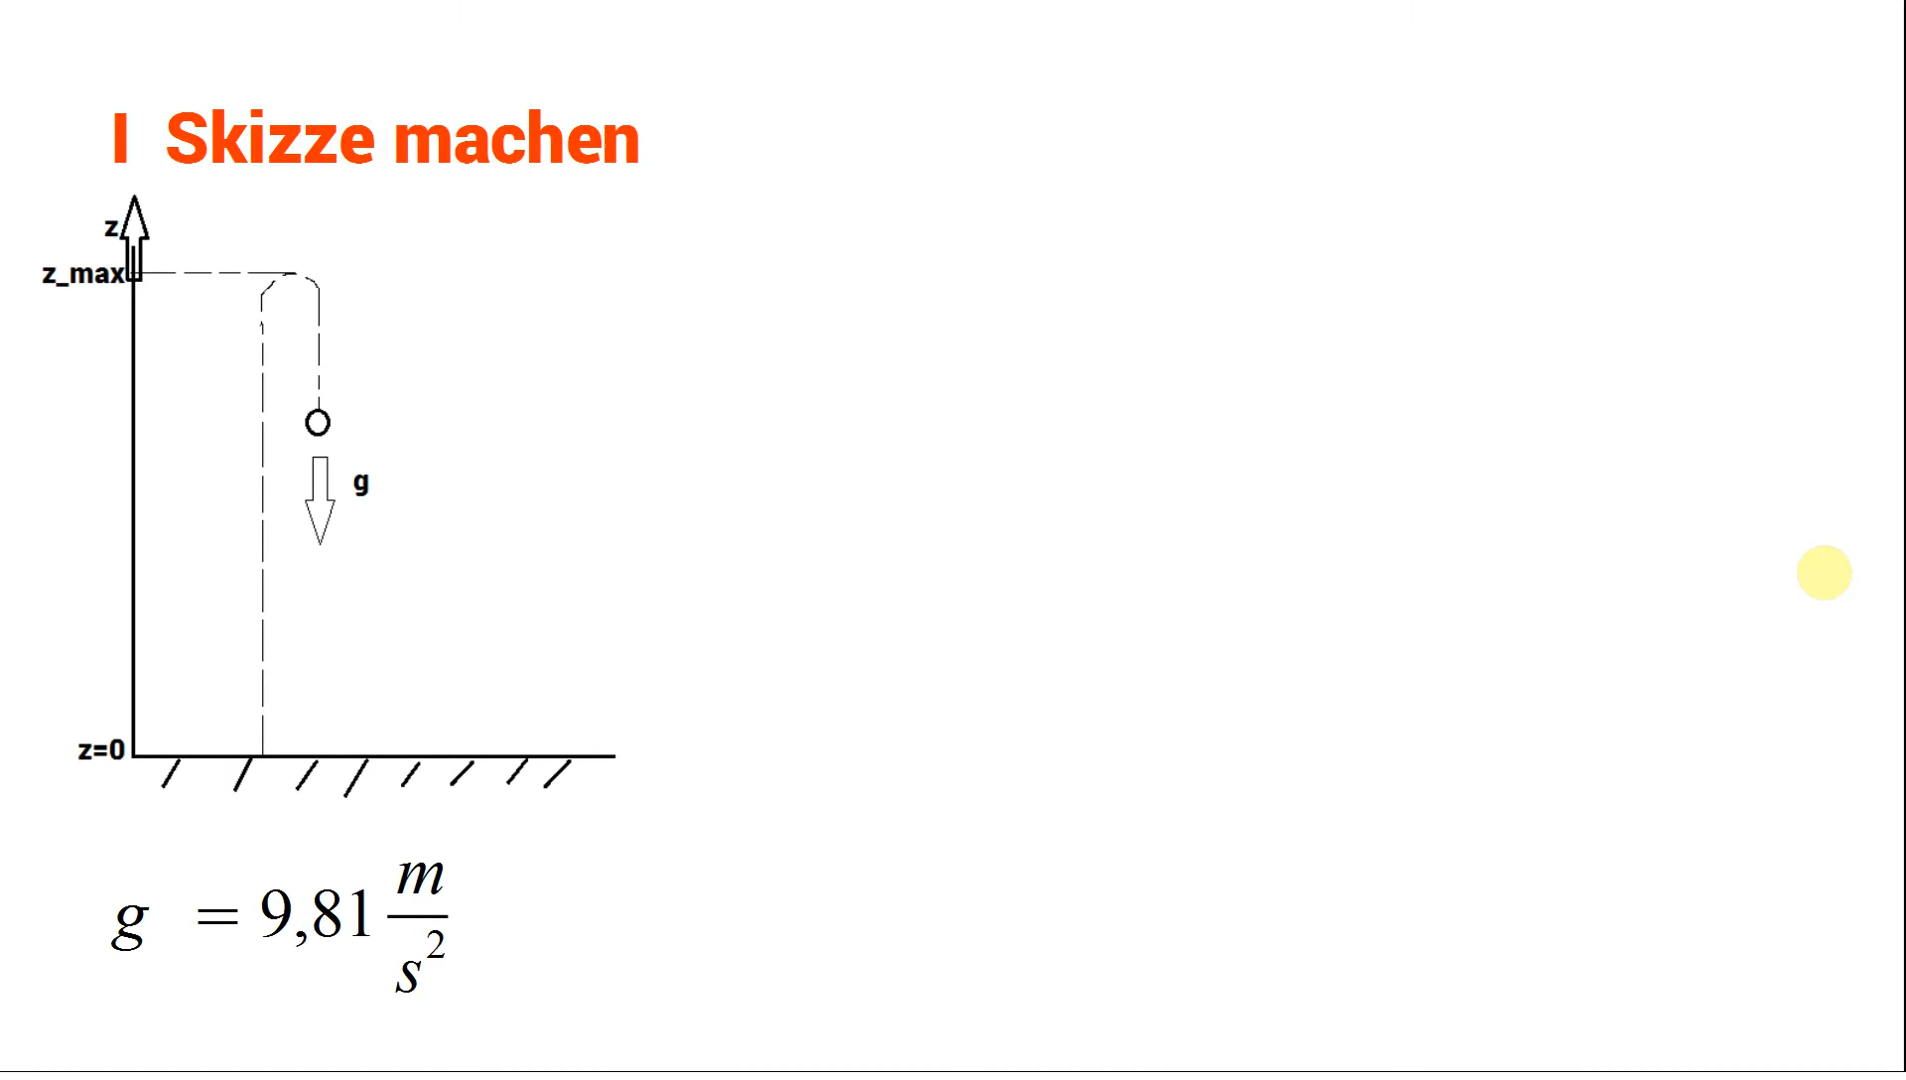 I Skizze machen
z
z_max
g
z=0
g = 9,81 m/s²